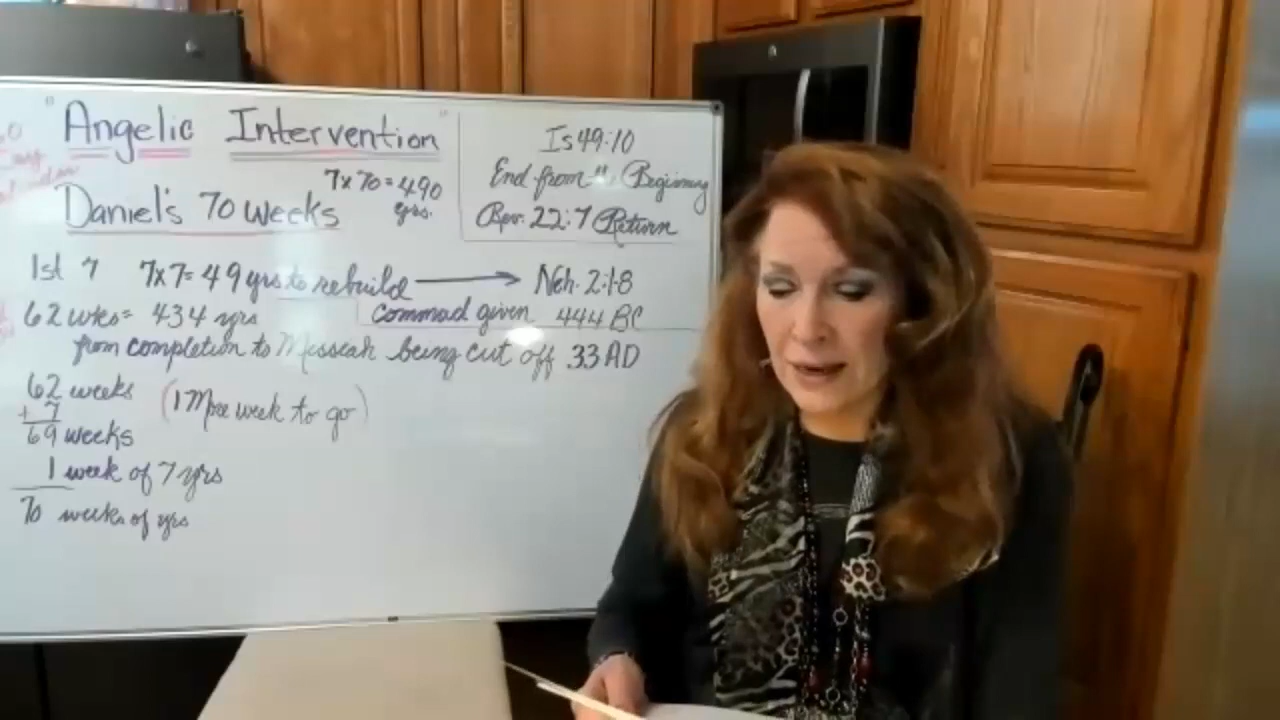 "Angelic Intervention"
7x70=490
yrs.
Daniel's 70 weeks
Is 49:10
End from Beginning
Rev. 22:7 Return
1st 7 7x7=49 yrs to rebuild → Neh. 2:1-8
62 wks= 434 yrs commad given 444 BC
from completion to Messeah being cut off 33 AD
62 weeks
+ 7
69 weeks
(1 More week to go)
1 week of 7 yrs
70 weeks of yrs